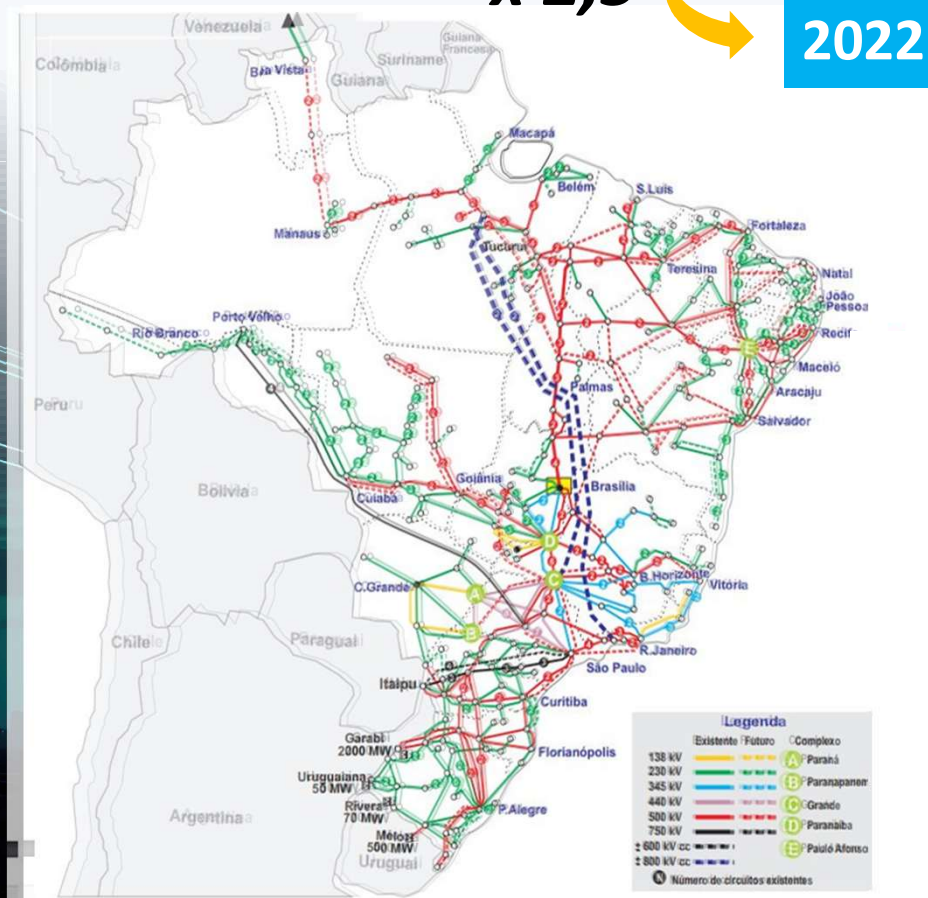 2022
Venezuela
Guiana
Francesa
Suriname
Colômbia
Guiana
Boa Vista
Macapá
Belém
S.Luis
Fortaleza
Manaus
Tucuruí
Teresina
Natal
João
Pessoa
Porto Velho
Rio Branco
Recif
Maceió
Palmas
Aracaju
Peru
Salvador
Goiânia
Brasília
Bolívia
Cuiabá
D
E
B.Horizonte
Vitória
C
C.Grande
A
B
Chile
Paraguai
R.Janeiro
São Paulo
Itaipu
Curitiba
Garabi
2000 MW
Florianópolis
Uruguaiana
50 MW
Rivera
70 MW
P.Alegre
Argentina
Melo
500 MW
Uruguai
Legenda
Existente Futuro Complexo
138 kV A Paraná
230 kV
345 kV B Paranapanem
440 kV C Grande
500 kV
750 kV D Paranaíba
± 600 kV cc
± 800 kV cc E Paulo Afonso
N Número de circuitos existentes